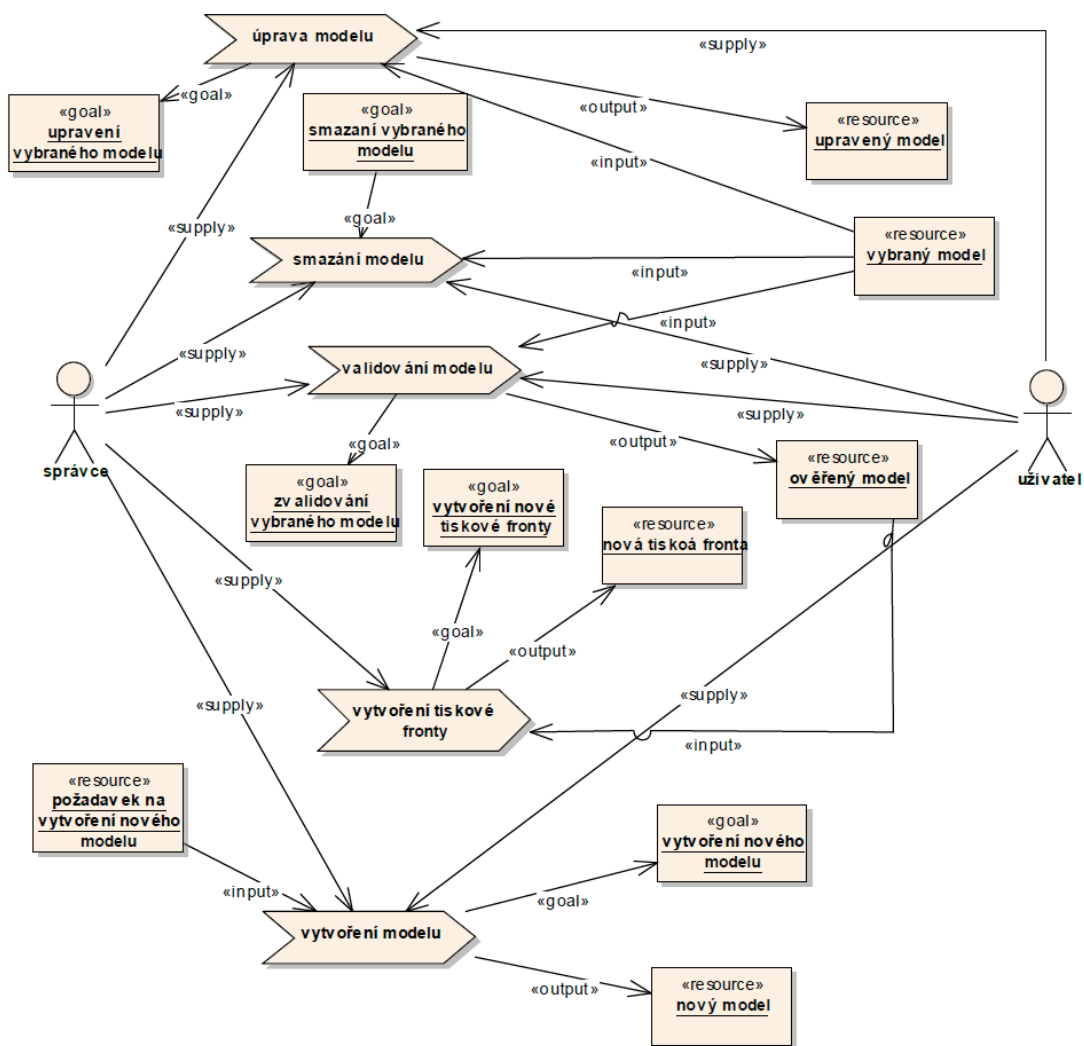 úprava modelu
«supply»
«goal»
«goal»
upravení
vybraného modelu
«goal»
smazaní vybraného
modelu
«output»
«resource»
upravený model
«input»
«supply»
«goal»
«resource»
vybraný model
smazání modelu
«input»
«input»
«supply»
validování modelu
«supply»
«supply»
«output»
správce
«goal»
«resource»
ověřený model
uživatel
«goal»
zvalidování
vybraného modelu
«goal»
vytvoření nové
tiskové fronty
«resource»
nová tiskoá fronta
«supply»
«goal»
«output»
«supply»
«supply»
vytvoření tiskové
fronty
«input»
«resource»
požadavek na
vytvoření nového
modelu
«goal»
vytvoření nového
modelu
«input»
«goal»
vytvoření modelu
«output»
«resource»
nový model